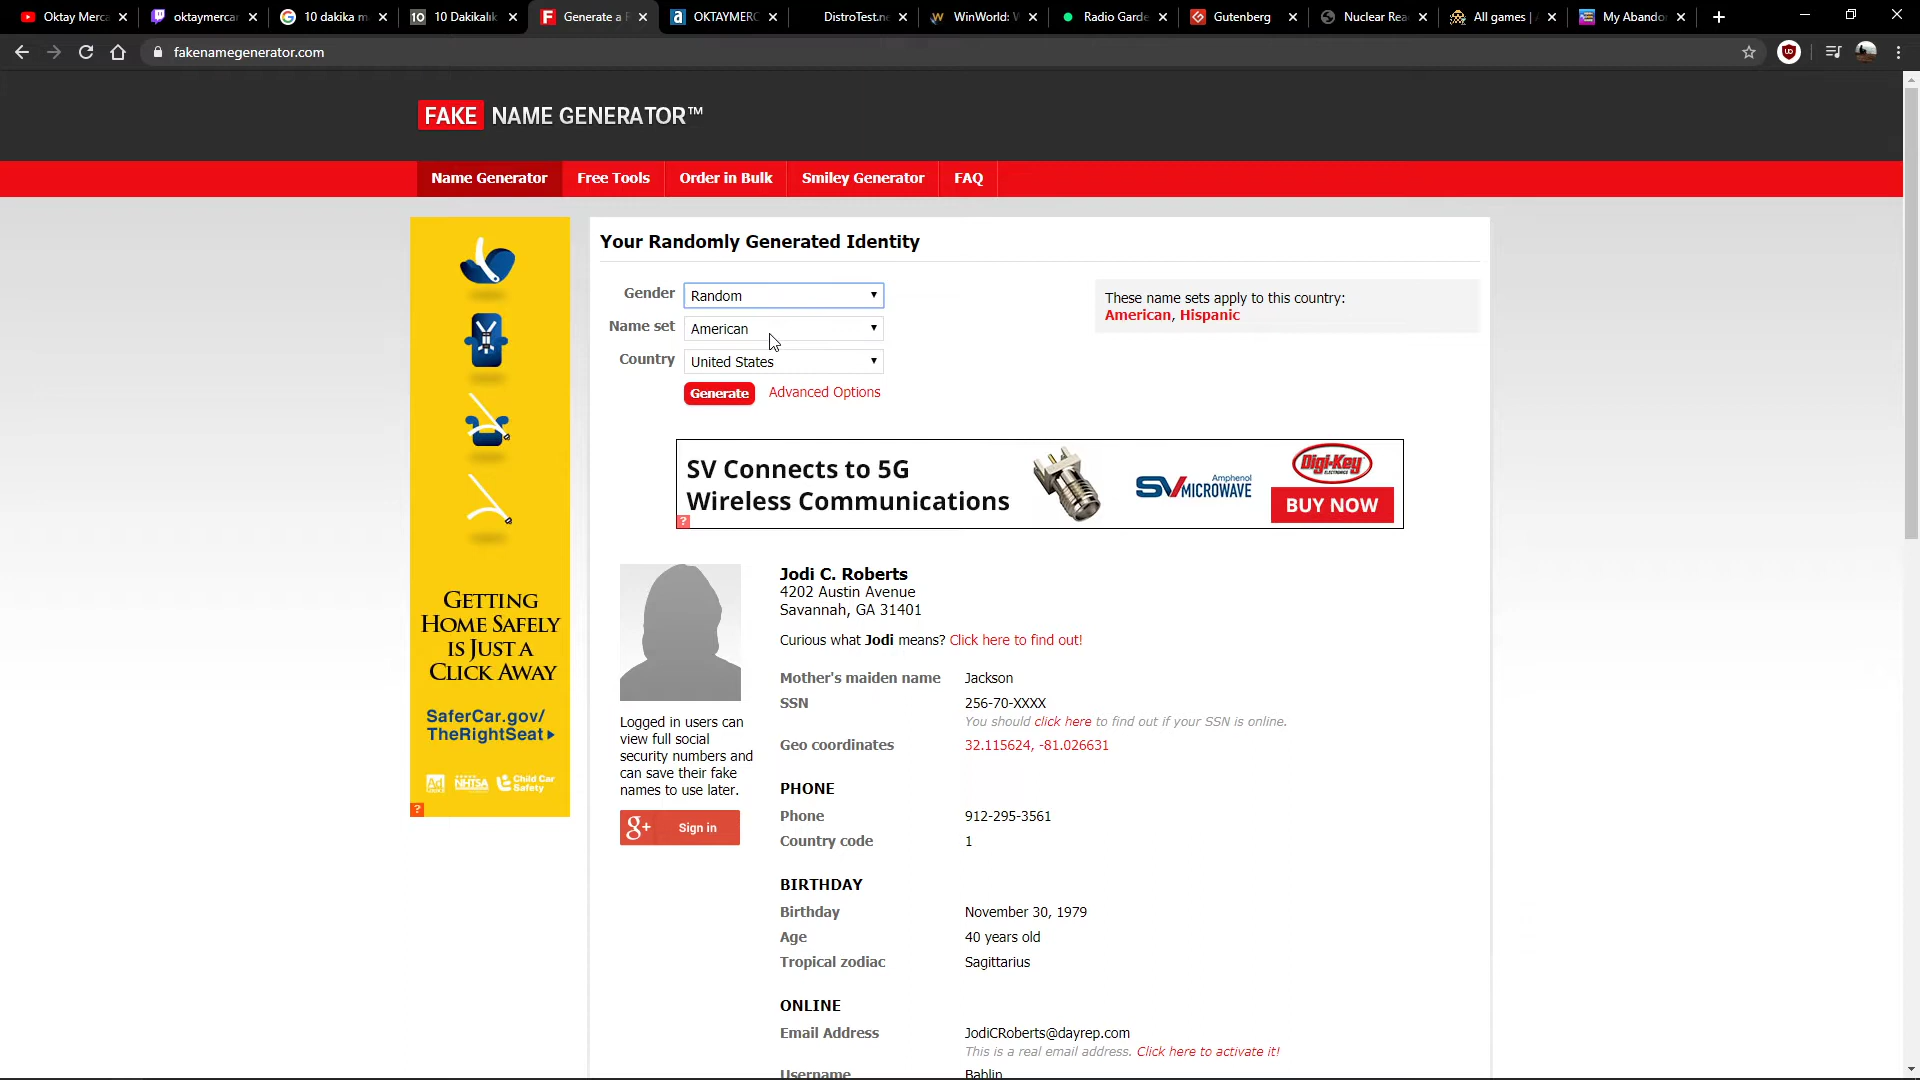 Oktay Merca
oktaymercar
10 dakika m
10 Dakikalık
Generate a R
OKTAYMERC
DistroTest.ne
WinWorld: W
Radio Garde
Gutenberg
Nuclear Rea
All games |
My Abando
fakenamegenerator.com
FAKE NAME GENERATOR™
Name Generator
Free Tools
Order in Bulk
Smiley Generator
FAQ
Your Randomly Generated Identity
Gender Random
Name set American
Country United States
Generate Advanced Options
These name sets apply to this country:
American, Hispanic
SV Connects to 5G
Wireless Communications
SV MICROWAVE
Amphenol
Digi-Key
ELECTRONICS
BUY NOW
GETTING
HOME SAFELY
IS JUST A
CLICK AWAY
SaferCar.gov/
TheRightSeat
Ad
NHTSA
Child Car
Safety
Jodi C. Roberts
4202 Austin Avenue
Savannah, GA 31401
Curious what Jodi means? Click here to find out!
Mother's maiden name Jackson
SSN 256-70-XXXX
You should click here to find out if your SSN is online.
Geo coordinates 32.115624, -81.026631
Logged in users can
view full social
security numbers and
can save their fake
names to use later.
g+ Sign in
PHONE
Phone 912-295-3561
Country code 1
BIRTHDAY
Birthday November 30, 1979
Age 40 years old
Tropical zodiac Sagittarius
ONLINE
Email Address JodiCRoberts@dayrep.com
This is a real email address. Click here to activate it!
Username Bablin